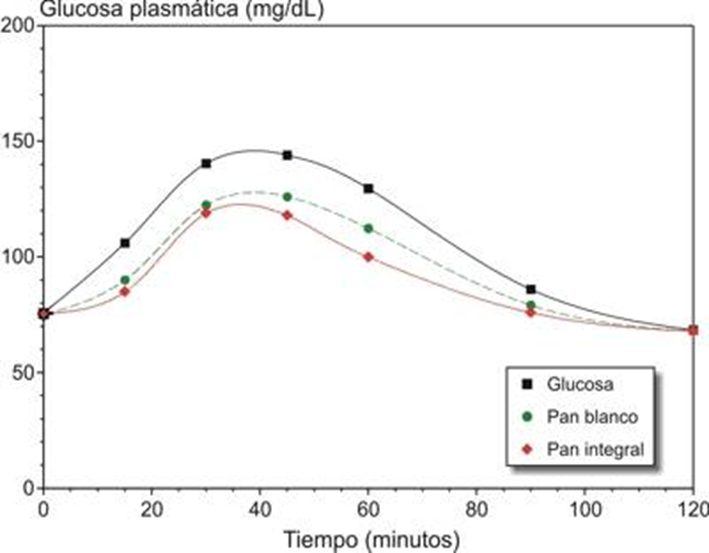 Glucosa plasmática (mg/dL)
200
150
100
50
0
Glucosa
Pan blanco
Pan integral
0 20 40 60 80 100 120
Tiempo (minutos)